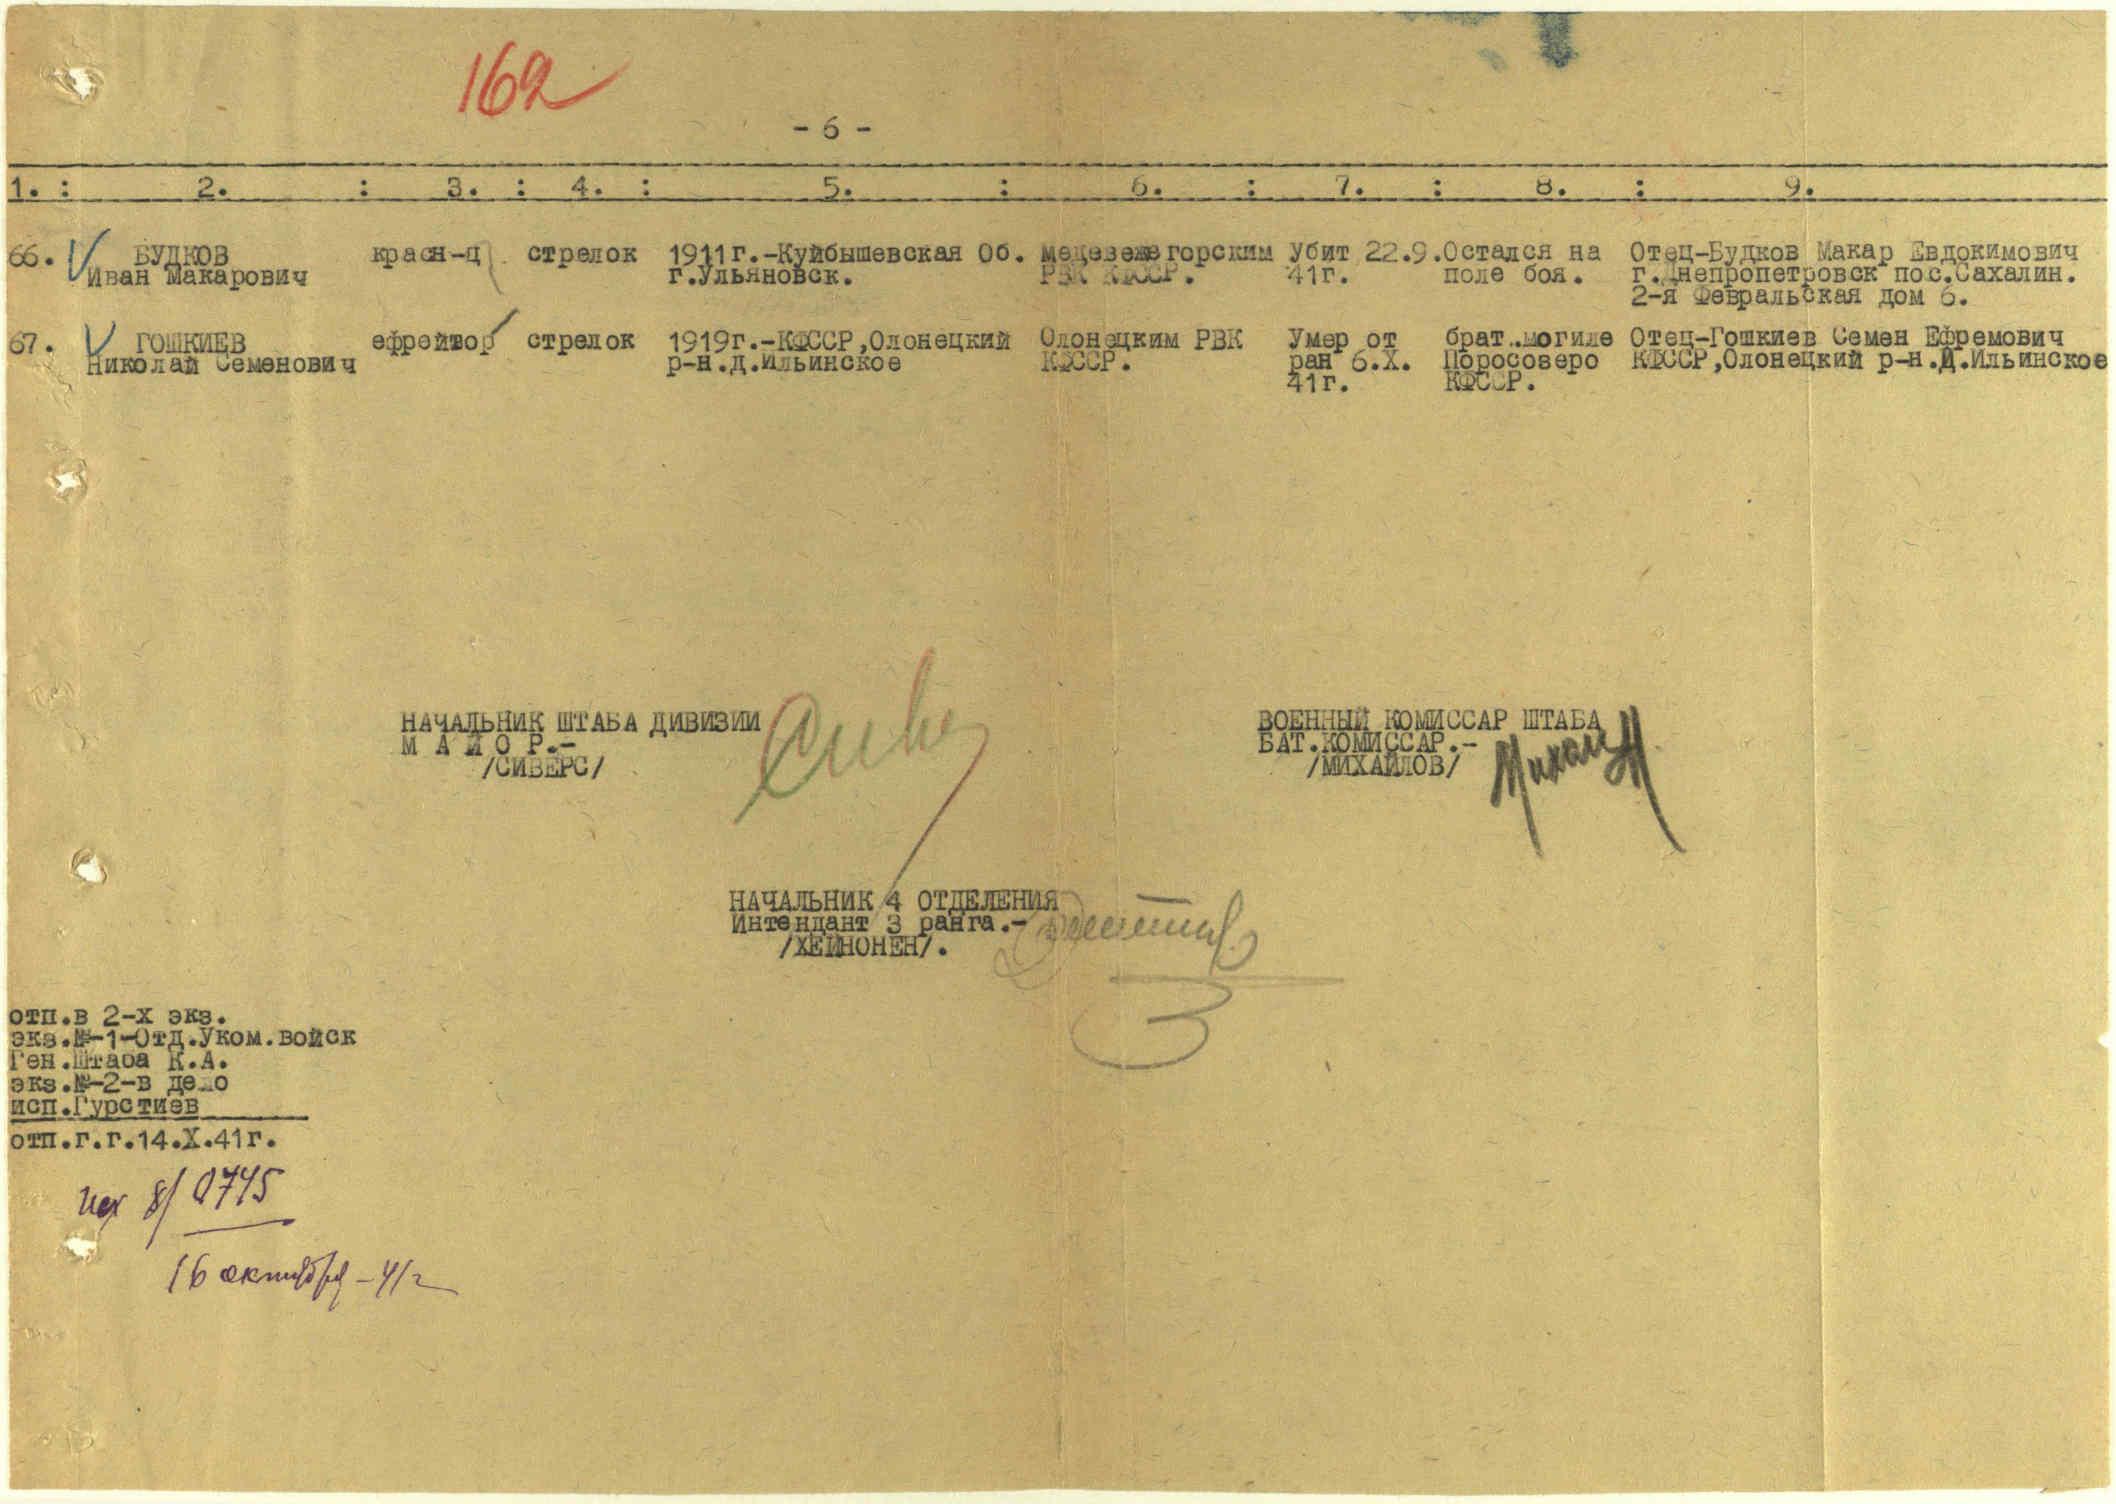 162
- 6 -
1. : 2. : 3. : 4. : 5. : 6. : 7. : 8. : 9.
66. БУДКОВ красн-ц стрелок 1911г.-Куйбышевская Об. медевежегорским Убит 22.9. Остался на Отец-Будков Макар Евдокимович
Иван Макарович г.Ульяновск. РВК КФССР. 41г. поле боя. г.Днепропетровск пос.Сахалин.
2-я Февральская дом 6.
67. ГОШКИЕВ ефрейтор стрелок 1919г.-КФССР,Олонецкий Олонецким РВК Умер от брат.могиле Отец-Гошкиев Семен Ефремович
Николай Семенович р-н.д.Ильинское КФССР. ран 6.X. Поросозеро КФССР,Олонецкий р-н.Д.Ильинское
41г. КФССР.
НАЧАЛЬНИК ШТАБА ДИВИЗИИ
М А Й О Р.-
/СИВЕРС/
ВОЕННЫЙ КОМИССАР ШТАБА
БАТ.КОМИССАР.-
/МИХАЙЛОВ/
НАЧАЛЬНИК 4 ОТДЕЛЕНИЯ
Интендант 3 ранга.-
/ХЕЙНОНЕН/.
отп.в 2-х экз.
экз.№-1-Отд.Уком.войск
Ген.Штаба К.А.
экз.№-2-в дело
исп.Гурстиев
отп.г.г.14.X.41г.
исх 8/0745
16 октября -41г